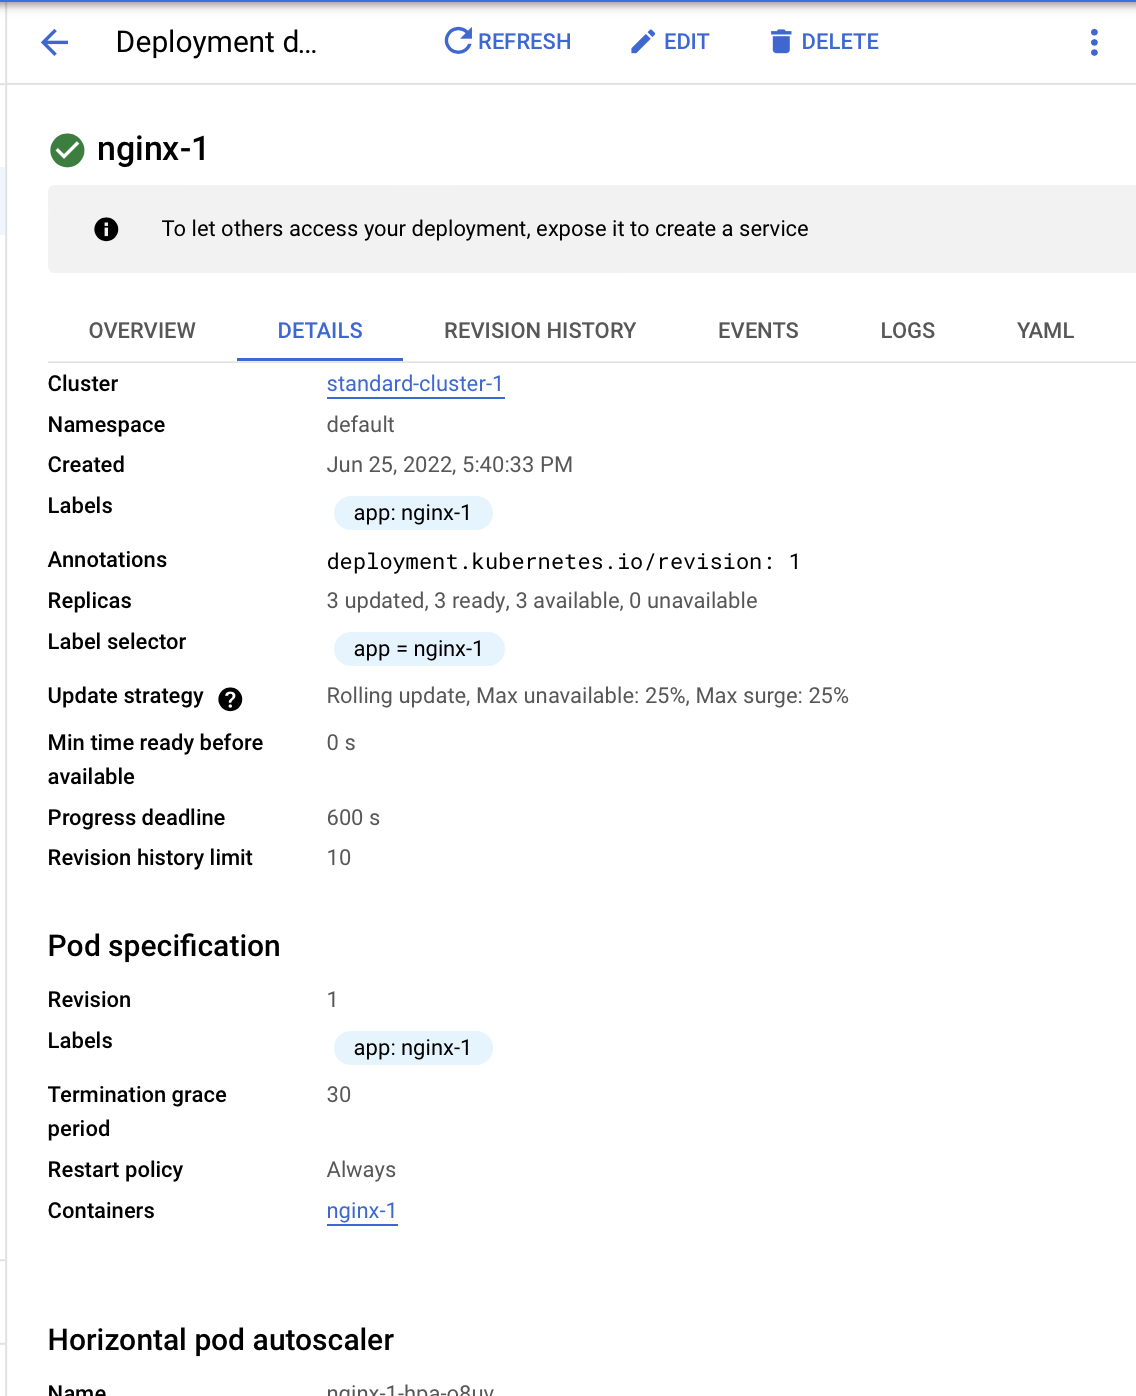 Deployment d...
REFRESH
EDIT
DELETE
nginx-1
To let others access your deployment, expose it to create a service
OVERVIEW DETAILS REVISION HISTORY EVENTS LOGS YAML
Cluster standard-cluster-1
Namespace default
Created Jun 25, 2022, 5:40:33 PM
Labels app: nginx-1
Annotations deployment.kubernetes.io/revision: 1
Replicas 3 updated, 3 ready, 3 available, 0 unavailable
Label selector app = nginx-1
Update strategy Rolling update, Max unavailable: 25%, Max surge: 25%
Min time ready before 0 s
available
Progress deadline 600 s
Revision history limit 10
Pod specification
Revision 1
Labels app: nginx-1
Termination grace 30
period
Restart policy Always
Containers nginx-1
Horizontal pod autoscaler
Name nginx-1-hpa-o8uv